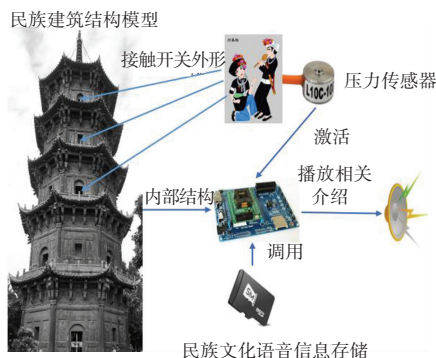 民族建筑结构模型
接触开关外形
压力传感器
L10C-10
激活
播放相关
介绍
内部结构
调用
民族文化语音信息存储